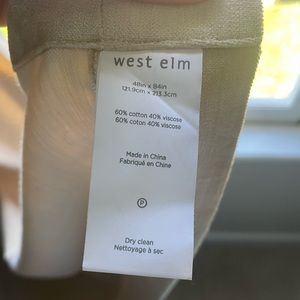 west elm
48in x 84in
121.9cm x 213.3cm
60% cotton 40% viscose
60% coton 40% viscose
Made in China
Fabriqué en Chine
P
Dry clean
Nettoyage à sec